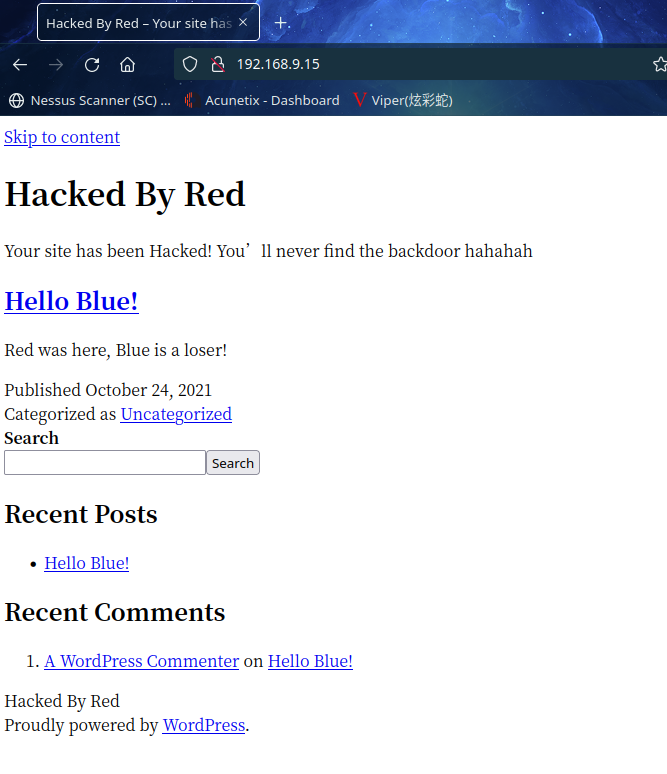 Hacked By Red – Your site has
192.168.9.15
Nessus Scanner (SC) ... Acunetix - Dashboard Viper(炫彩蛇)
Skip to content
Hacked By Red
Your site has been Hacked! You’ll never find the backdoor hahahah
Hello Blue!
Red was here, Blue is a loser!
Published October 24, 2021
Categorized as Uncategorized
Search
Search
Recent Posts
• Hello Blue!
Recent Comments
1. A WordPress Commenter on Hello Blue!
Hacked By Red
Proudly powered by WordPress.